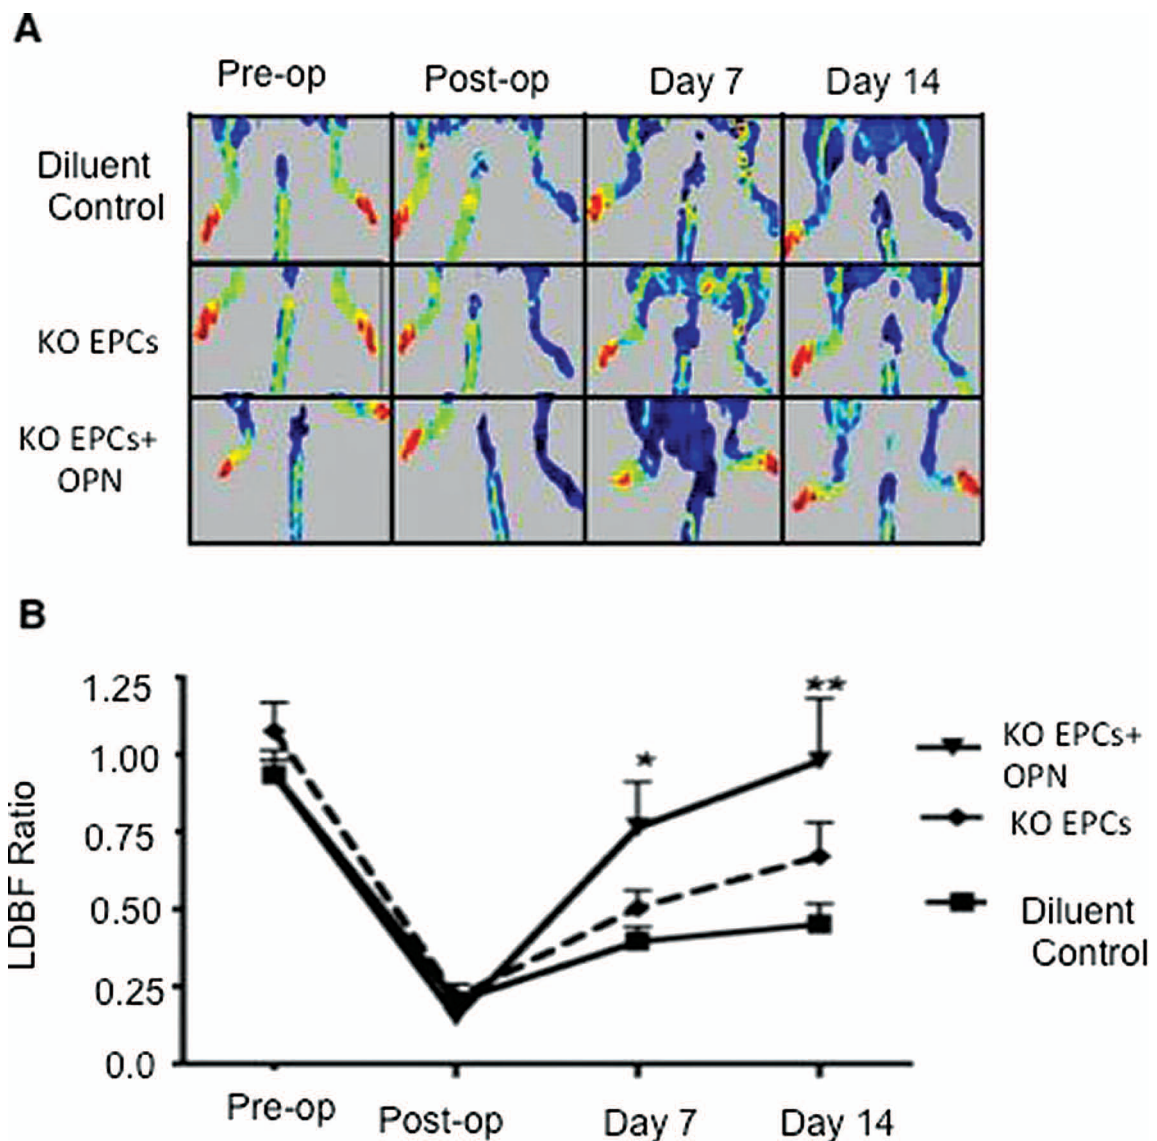 A
Pre-op Post-op Day 7 Day 14
Diluent
Control
KO EPCs
KO EPCs+
OPN
B
1.25
1.00
0.75
0.50
0.25
0.0
LDBF Ratio
*
**
Pre-op Post-op Day 7 Day 14
KO EPCs+
OPN
KO EPCs
Diluent
Control